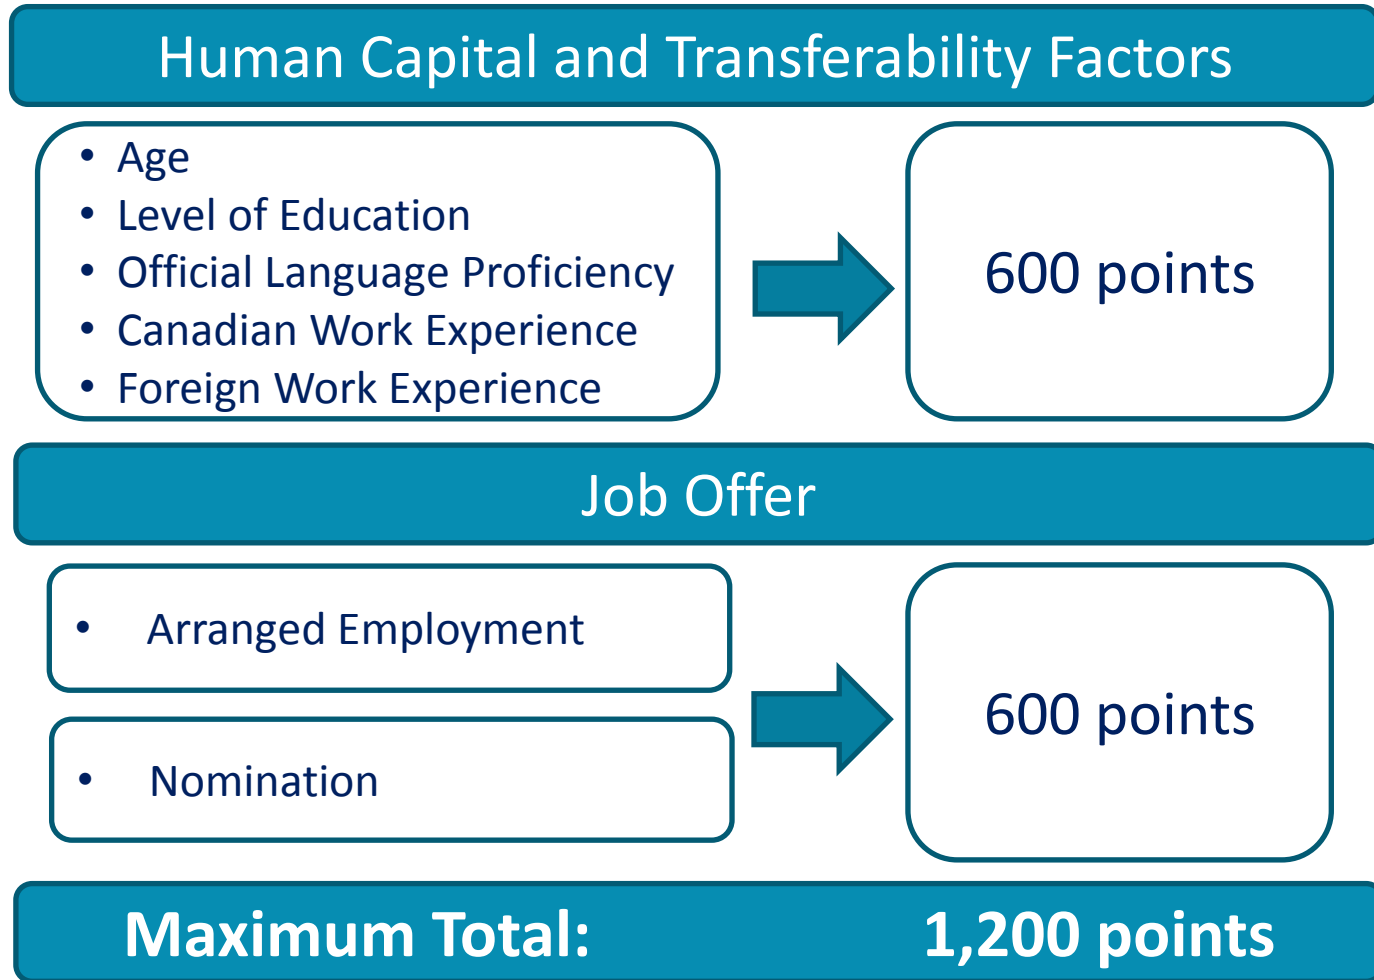 Human Capital and Transferability Factors
• Age
• Level of Education
• Official Language Proficiency
• Canadian Work Experience
• Foreign Work Experience
600 points
Job Offer
• Arranged Employment
• Nomination
600 points
Maximum Total: 1,200 points